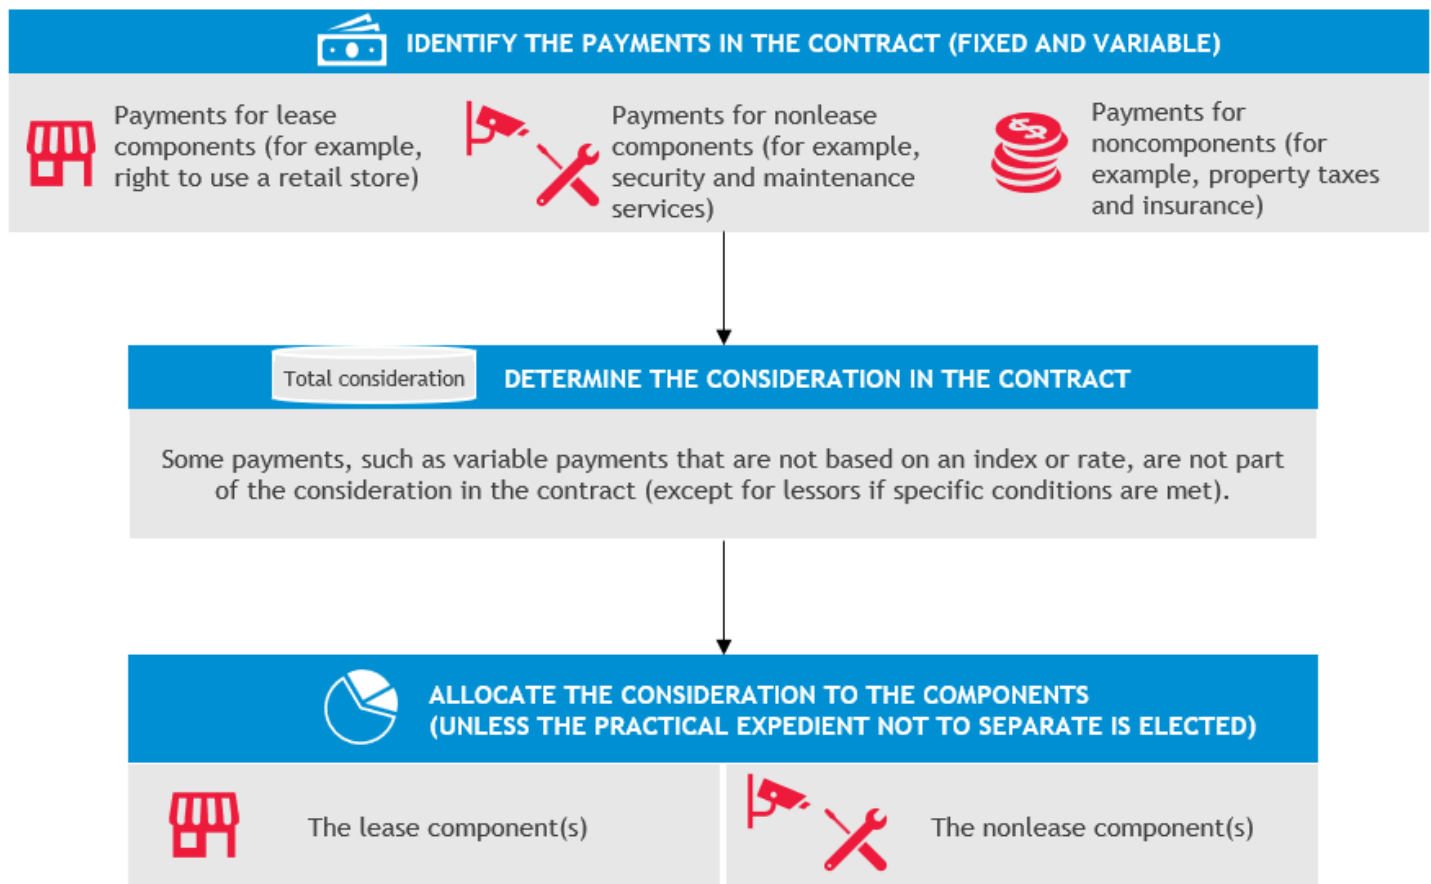 IDENTIFY THE PAYMENTS IN THE CONTRACT (FIXED AND VARIABLE)
Payments for lease
components (for example,
right to use a retail store)
Payments for nonlease
components (for example,
security and maintenance
services)
Payments for
noncomponents (for
example, property taxes
and insurance)
Total consideration
DETERMINE THE CONSIDERATION IN THE CONTRACT
Some payments, such as variable payments that are not based on an index or rate, are not part
of the consideration in the contract (except for lessors if specific conditions are met).
ALLOCATE THE CONSIDERATION TO THE COMPONENTS
(UNLESS THE PRACTICAL EXPEDIENT NOT TO SEPARATE IS ELECTED)
The lease component(s)
The nonlease component(s)